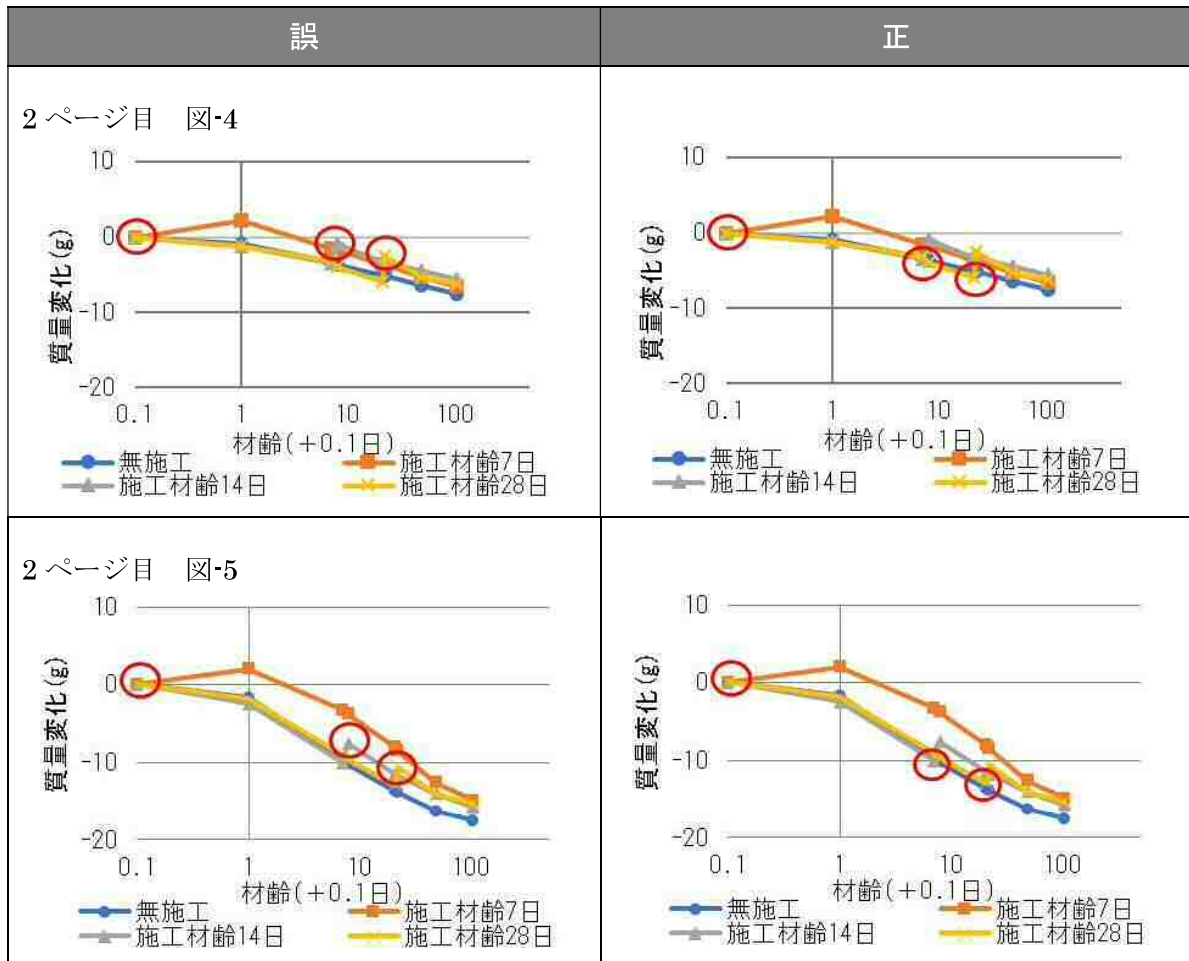 誤
正
2 ページ目 図-4
10
0
-10
-20
質量変化(g)
0.1 1 10 100
材齢(+0.1日)
無施工 施工材齢7日
施工材齢14日 施工材齢28日
10
0
-10
-20
質量変化(g)
0.1 1 10 100
材齢(+0.1日)
無施工 施工材齢7日
施工材齢14日 施工材齢28日
2 ページ目 図-5
10
0
-10
-20
質量変化(g)
0.1 1 10 100
材齢(+0.1日)
無施工 施工材齢7日
施工材齢14日 施工材齢28日
10
0
-10
-20
質量変化(g)
0.1 1 10 100
材齢(+0.1日)
無施工 施工材齢7日
施工材齢14日 施工材齢28日